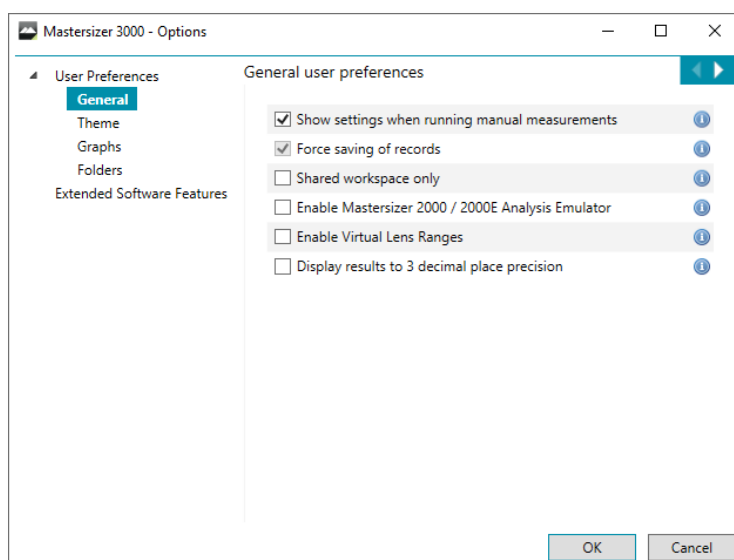 Mastersizer 3000 - Options
User Preferences
General
Theme
Graphs
Folders
Extended Software Features
General user preferences
Show settings when running manual measurements
Force saving of records
Shared workspace only
Enable Mastersizer 2000 / 2000E Analysis Emulator
Enable Virtual Lens Ranges
Display results to 3 decimal place precision
OK
Cancel